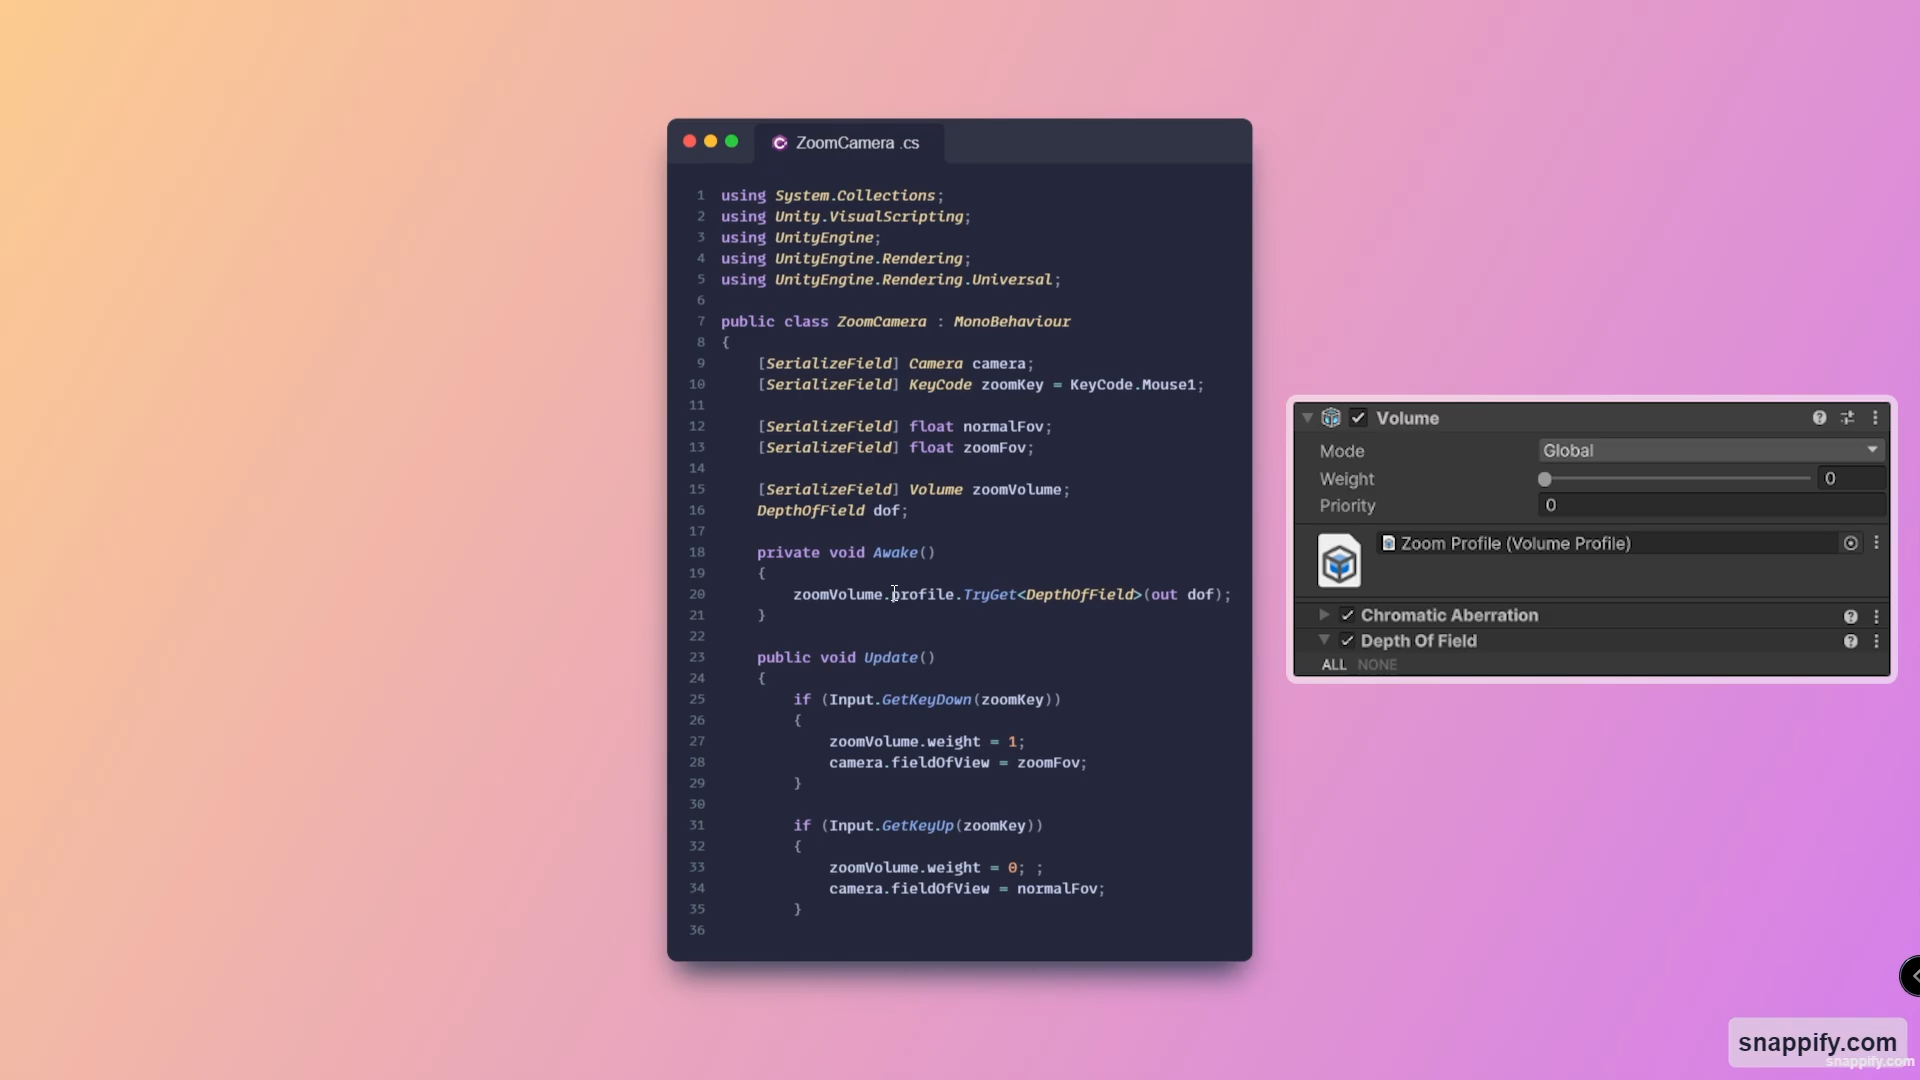 ZoomCamera .cs
1 using System.Collections;
2 using Unity.VisualScripting;
3 using UnityEngine;
4 using UnityEngine.Rendering;
5 using UnityEngine.Rendering.Universal;
6
7 public class ZoomCamera : MonoBehaviour
8 {
9     [SerializeField] Camera camera;
10     [SerializeField] KeyCode zoomKey = KeyCode.Mouse1;
11
12     [SerializeField] float normalFov;
13     [SerializeField] float zoomFov;
14
15     [SerializeField] Volume zoomVolume;
16     DepthOfField dof;
17
18     private void Awake()
19     {
20         zoomVolume.profile.TryGet<DepthOfField>(out dof);
21     }
22
23     public void Update()
24     {
25         if (Input.GetKeyDown(zoomKey))
26         {
27             zoomVolume.weight = 1;
28             camera.fieldOfView = zoomFov;
29         }
30
31         if (Input.GetKeyUp(zoomKey))
32         {
33             zoomVolume.weight = 0; ;
34             camera.fieldOfView = normalFov;
35         }
36
Volume
Mode Global
Weight 0
Priority 0
Zoom Profile (Volume Profile)
Chromatic Aberration
Depth Of Field
ALL NONE
snappify.com
snappify.com